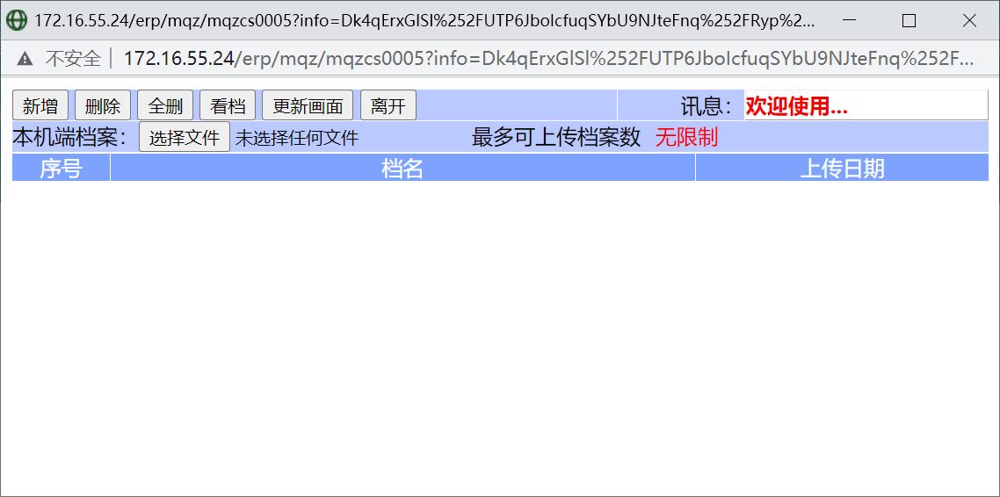 172.16.55.24/erp/mqz/mqzcs0005?info=Dk4qErxGlSl%252FUTP6JboIcfuqSYbU9NJteFnq%252FRyp%2...
不安全 172.16.55.24/erp/mqz/mqzcs0005?info=Dk4qErxGlSl%252FUTP6JboIcfuqSYbU9NJteFnq%252F...
新增 删除 全删 看档 更新画面 离开 讯息： 欢迎使用...
本机端档案： 选择文件 未选择任何文件 最多可上传档案数 无限制
序号 档名 上传日期